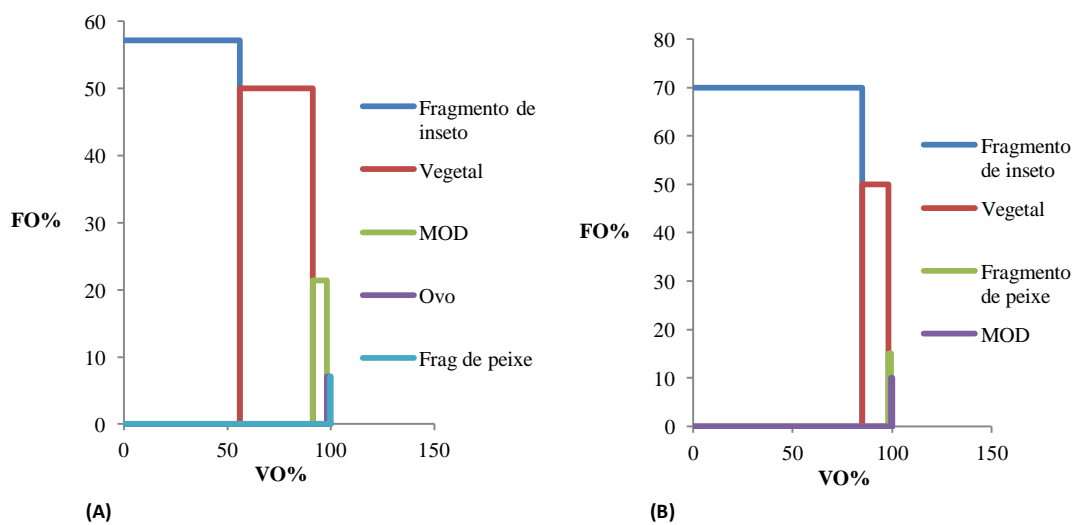 60
50
40
30
20
10
0
FO%
0
50
100
150
VO%
Fragmento de
inseto
Vegetal
MOD
Ovo
Frag de peixe
(A)
80
70
60
50
40
30
20
10
0
FO%
0
50
100
150
VO%
Fragmento
de inseto
Vegetal
Fragmento
de peixe
MOD
(B)